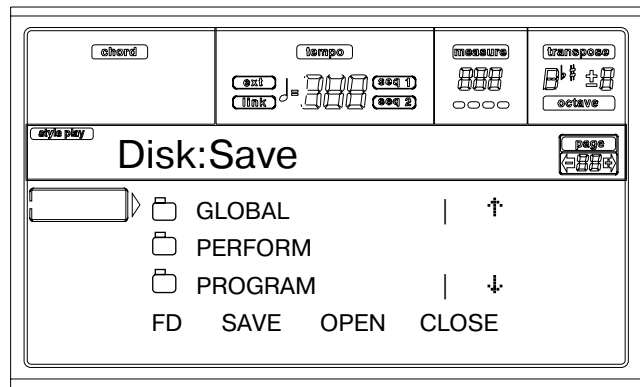 chord tempo measure transpose
ext seq 1
link seq 2 octave
style play page
Disk:Save
GLOBAL
PERFORM
PROGRAM
FD SAVE OPEN CLOSE